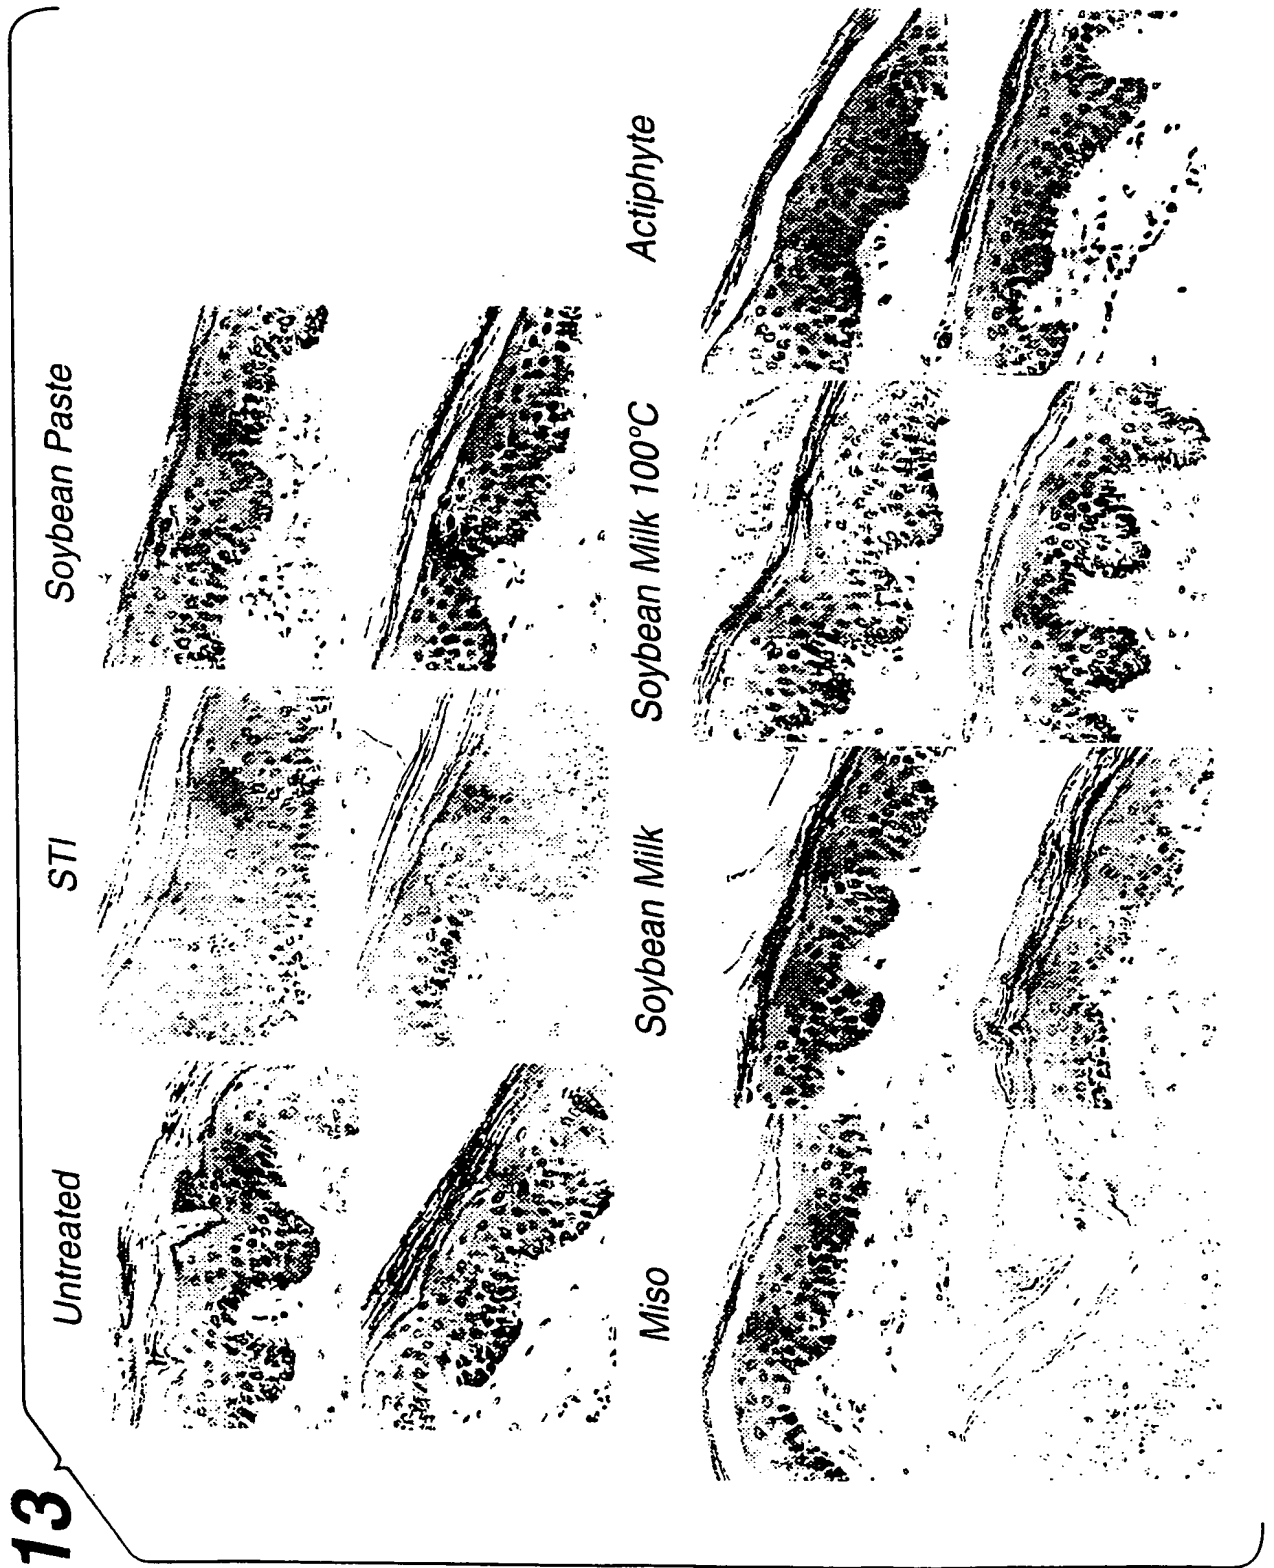 13
Untreated
STI
Soybean Paste
Miso
Soybean Milk
Soybean Milk 100°C
Actiphyte